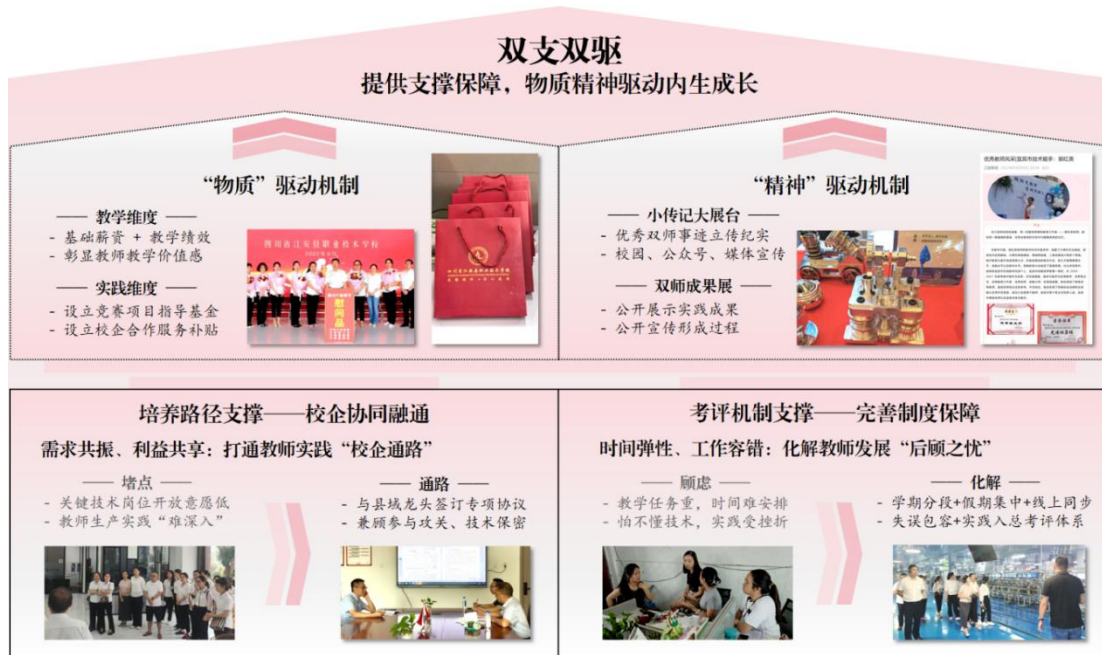 双支双驱
提供支撑保障，物质精神驱动内生成长
“物质”驱动机制
教学维度
- 基础薪资 + 教学绩效
- 彰显教师教学价值感
实践维度
- 设立竞赛项目指导基金
- 设立校企合作服务补贴
四川省江安县职业技术学校
慰问品
“精神”驱动机制
小传记大展台
- 优秀双师事迹立传纪实
- 校园、公众号、媒体宣传
双师成果展
- 公开展示实践成果
- 公开宣传形成过程
培养路径支撑——校企协同融通
需求共振、利益共享：打通教师实践“校企通路”
堵点
- 关键技术岗位开放意愿低
- 教师生产实践“难深入”
通路
- 与县域龙头签订专项协议
- 兼顾参与攻关、技术保密
考评机制支撑——完善制度保障
时间弹性、工作容错：化解教师发展“后顾之忧”
顾虑
- 教学任务重，时间难安排
- 怕不懂技术，实践受挫折
化解
- 学期分段+假期集中+线上同步
- 失误包容+实践入总考评体系